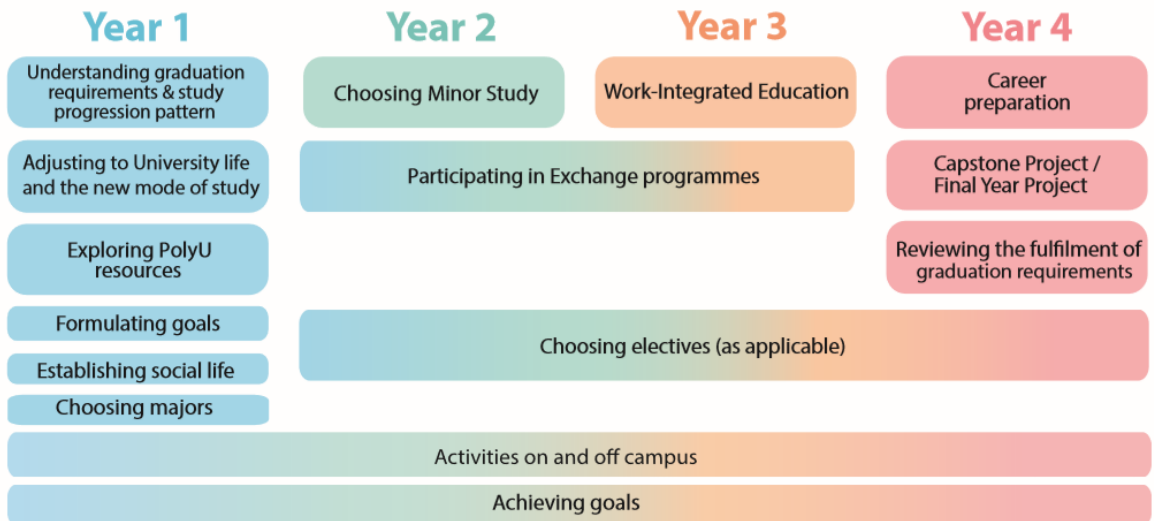 Year 1
Year 2
Year 3
Year 4
Understanding graduation
requirements & study
progression pattern
Choosing Minor Study
Work-Integrated Education
Career
preparation
Adjusting to University life
and the new mode of study
Participating in Exchange programmes
Capstone Project /
Final Year Project
Exploring PolyU
resources
Reviewing the fulfilment of
graduation requirements
Formulating goals
Choosing electives (as applicable)
Establishing social life
Choosing majors
Activities on and off campus
Achieving goals